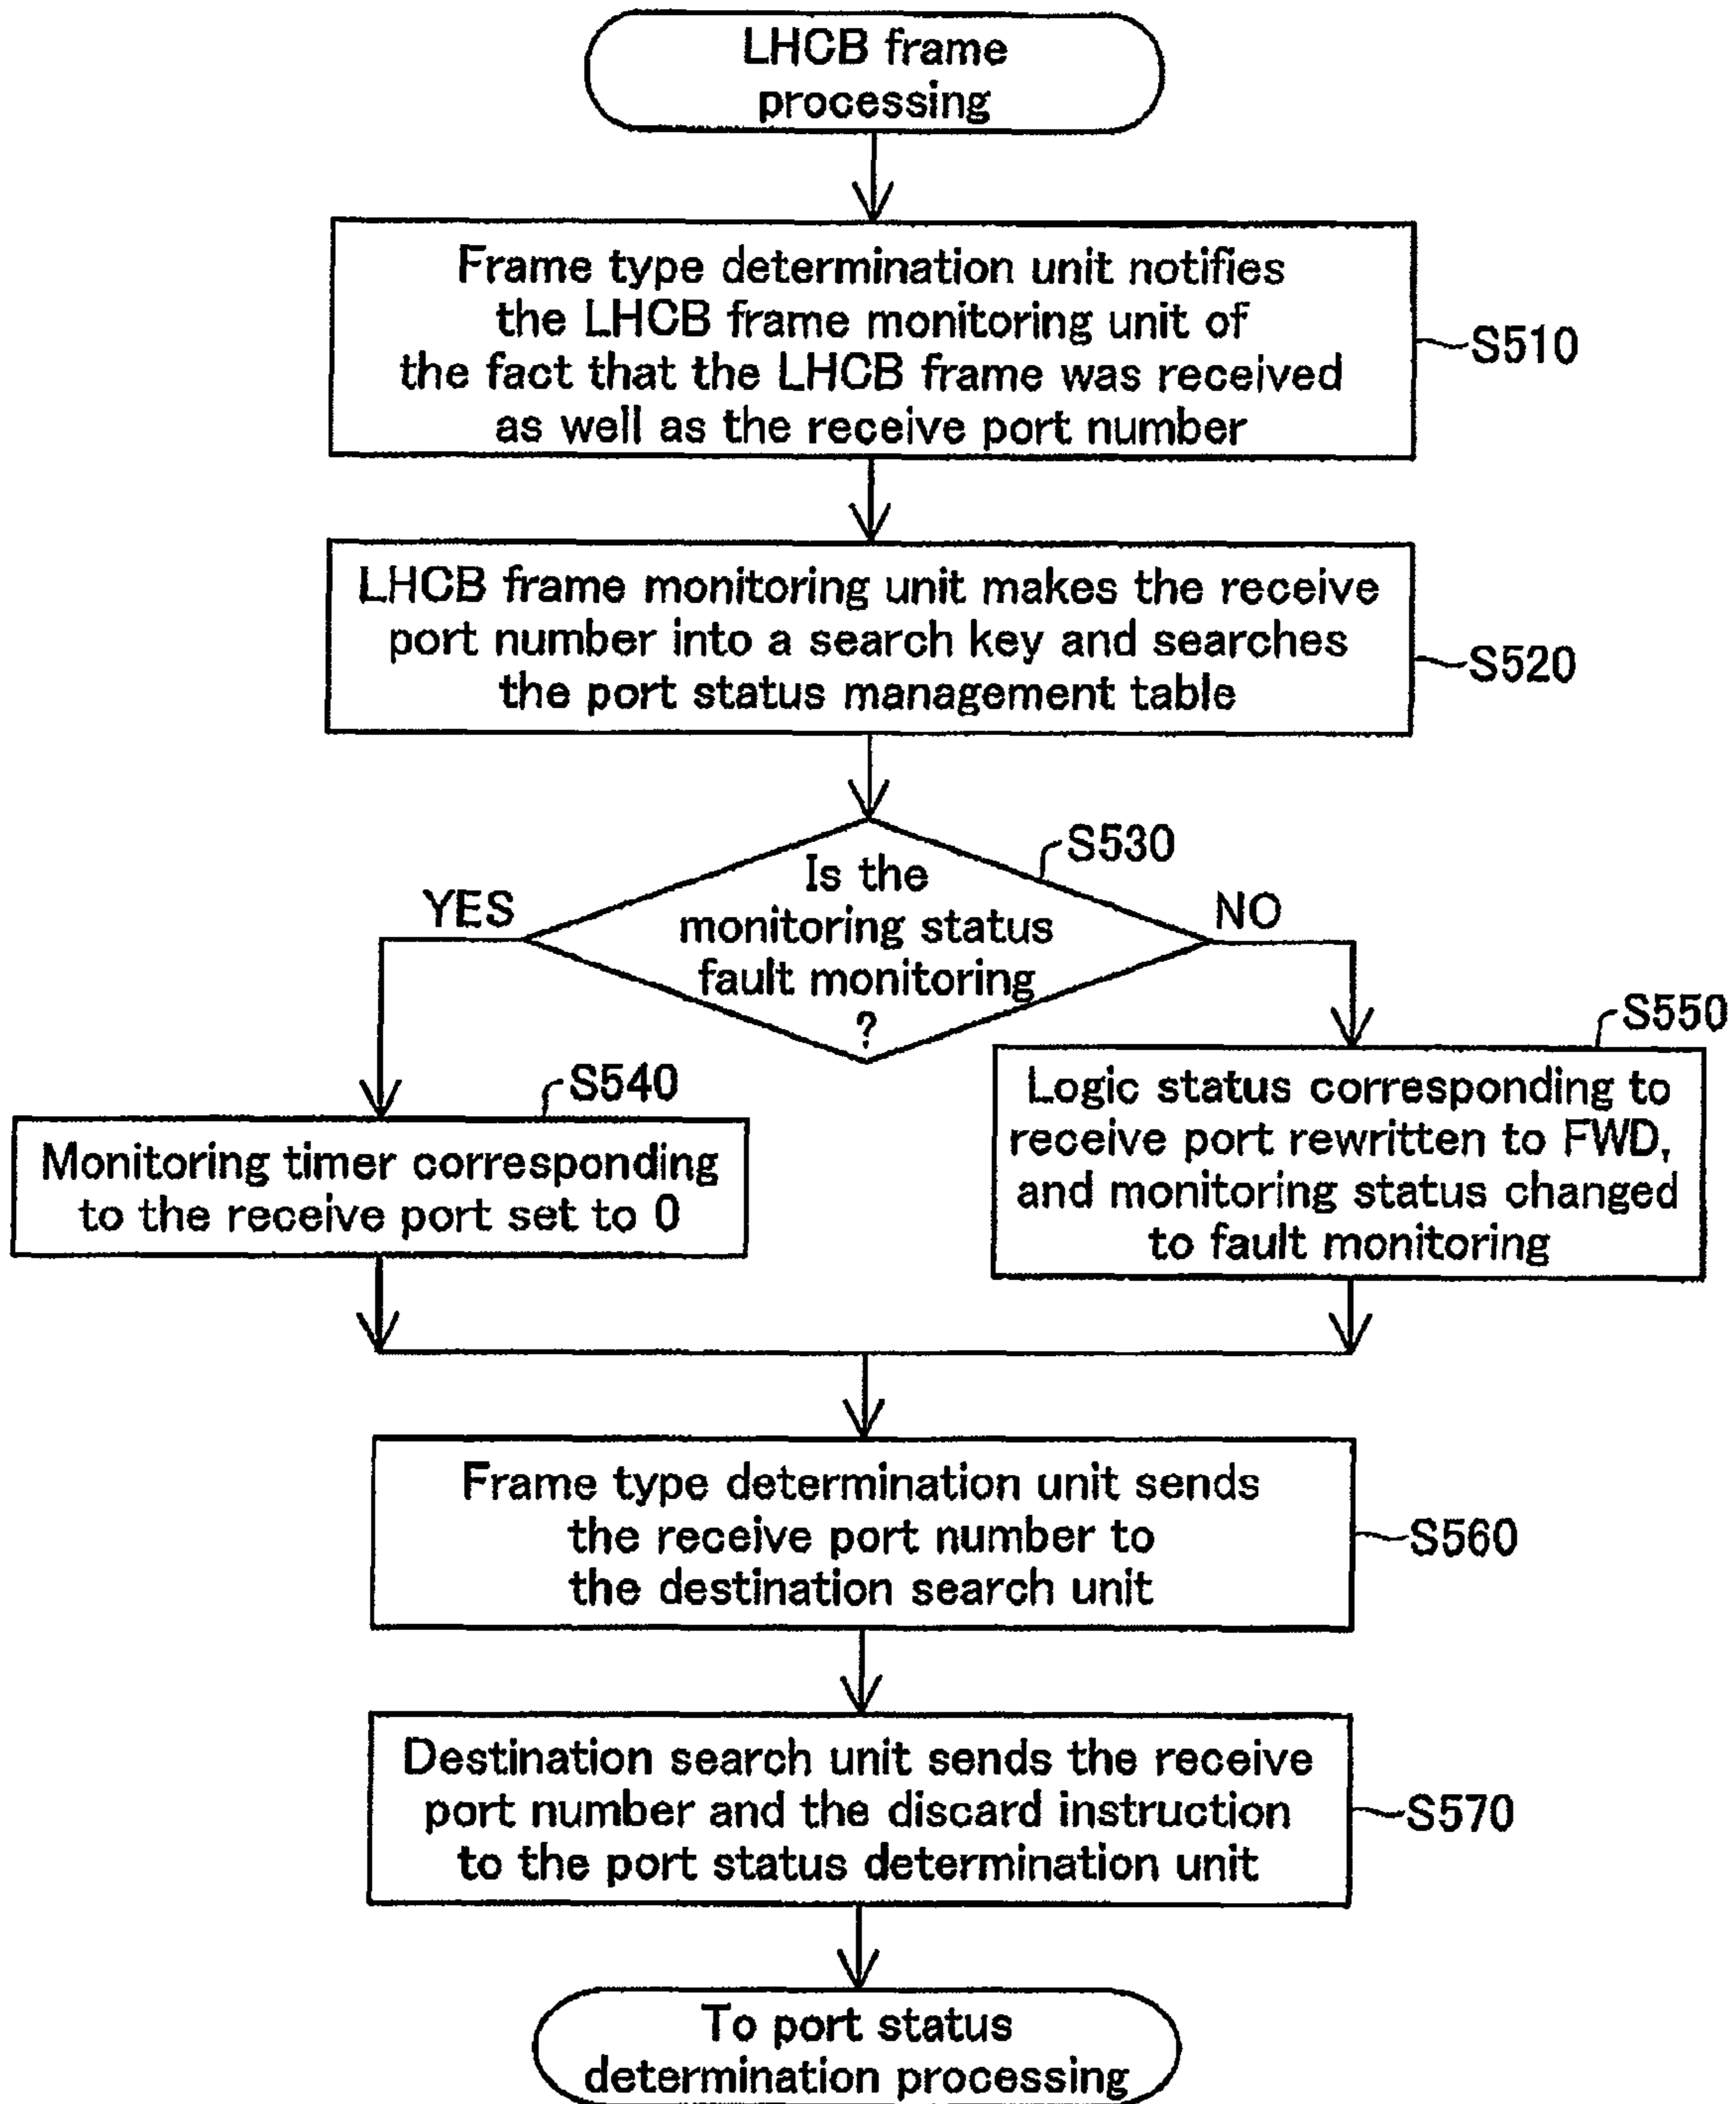 LHCB frame
processing
Frame type determination unit notifies
the LHCB frame monitoring unit of
the fact that the LHCB frame was received
as well as the receive port number
S510
LHCB frame monitoring unit makes the receive
port number into a search key and searches
the port status management table
S520
S530
Is the
monitoring status
fault monitoring
?
YES
NO
S540
Monitoring timer corresponding
to the receive port set to 0
S550
Logic status corresponding to
receive port rewritten to FWD,
and monitoring status changed
to fault monitoring
Frame type determination unit sends
the receive port number to
the destination search unit
S560
Destination search unit sends the receive
port number and the discard instruction
to the port status determination unit
S570
To port status
determination processing